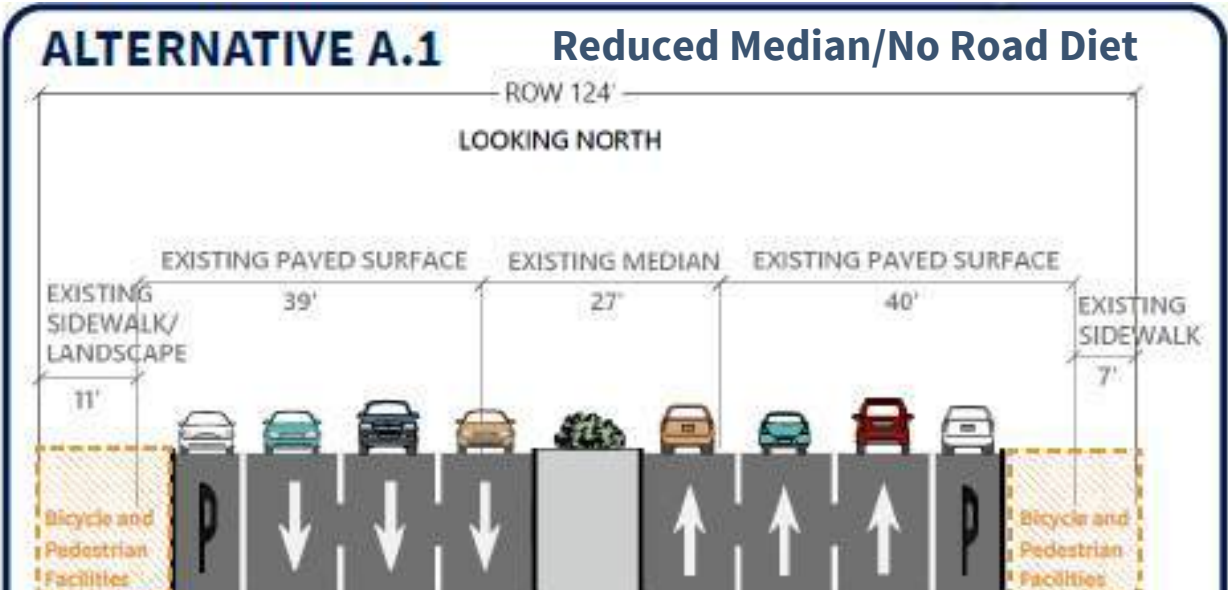 ALTERNATIVE A.1
Reduced Median/No Road Diet
ROW 124'
LOOKING NORTH
EXISTING PAVED SURFACE
EXISTING MEDIAN
EXISTING PAVED SURFACE
39'
27'
40'
EXISTING
SIDEWALK/
LANDSCAPE
11'
EXISTING
SIDEWALK
7'
Bicycle and
Pedestrian
Facilities
Bicycle and
Pedestrian
Facilities